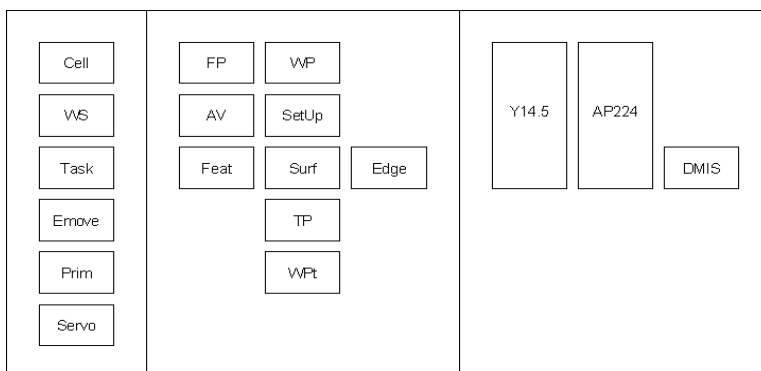 Cell
WS
Task
Emove
Prim
Servo
FP
WP
AV
SetUp
Feat
Surf
Edge
TP
WPt
Y14.5
AP224
DMIS